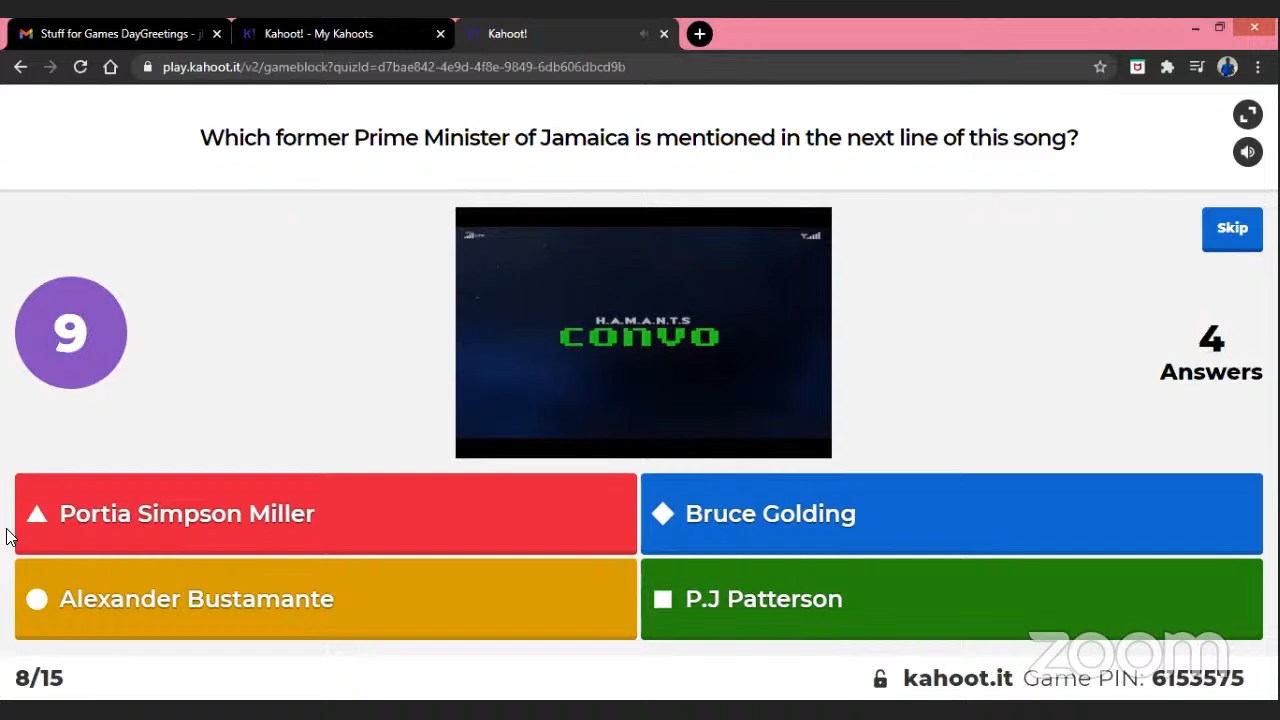 Stuff for Games DayGreetings - j
Kahoot! - My Kahoots
Kahoot!
play.kahoot.it/v2/gameblock?quizId=d7bae842-4e9d-4f8e-9849-6db606dbcd9b
Which former Prime Minister of Jamaica is mentioned in the next line of this song?
Skip
H.A.M.A.N.T.S
CONVO
9
4
Answers
Portia Simpson Miller
Bruce Golding
Alexander Bustamante
P.J Patterson
zoom
8/15
kahoot.it Game PIN: 6153575